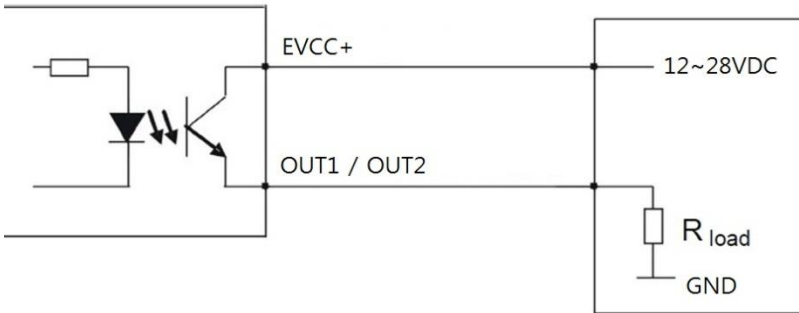 EVCC+
12~28VDC
OUT1 / OUT2
R load
GND